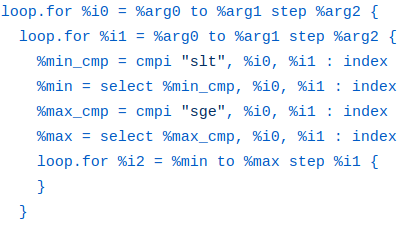 loop.for %i0 = %arg0 to %arg1 step %arg2 {
  loop.for %i1 = %arg0 to %arg1 step %arg2 {
    %min_cmp = cmpi "slt", %i0, %i1 : index
    %min = select %min_cmp, %i0, %i1 : index
    %max_cmp = cmpi "sge", %i0, %i1 : index
    %max = select %max_cmp, %i0, %i1 : index
    loop.for %i2 = %min to %max step %i1 {
    }
  }